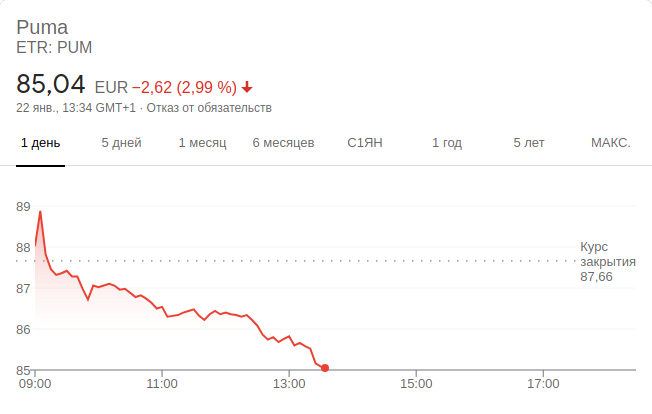 Puma
ETR: PUM
85,04 EUR −2,62 (2,99 %)
22 янв., 13:34 GMT+1 · Отказ от обязательств
1 день 5 дней 1 месяц 6 месяцев С1ЯН 1 год 5 лет МАКС.
89
88
Курс
закрытия
87,66
87
86
85
09:00 11:00 13:00 15:00 17:00